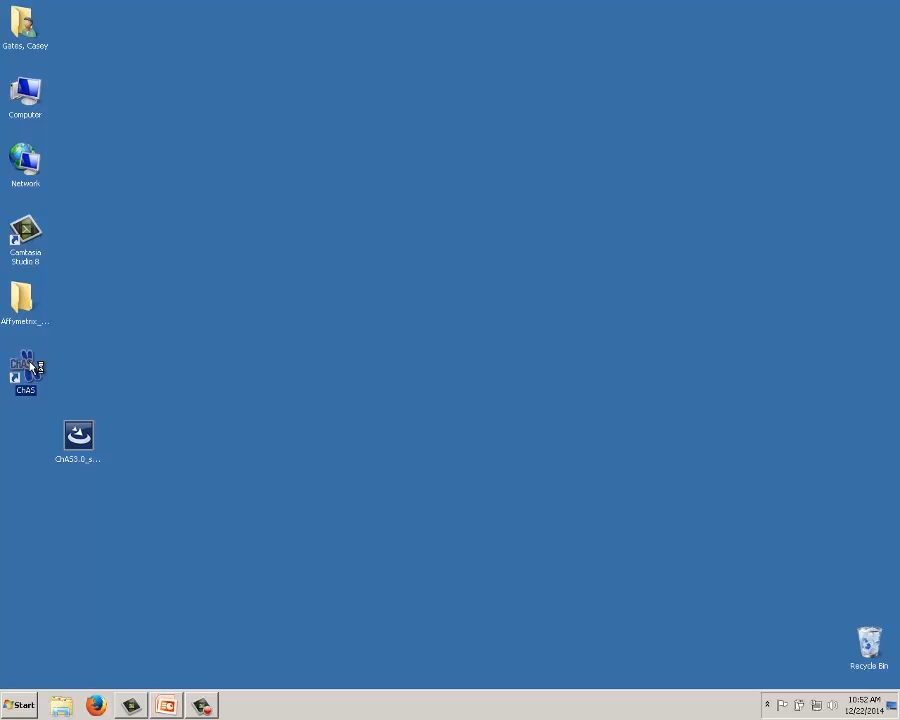 Gates, Casey
Computer
Network
Camtasia
Studio 8
Affymetrix_...
ChAS
ChAS
ChAS3.0_s...
Recycle Bin
Start
10:52 AM
12/22/2014